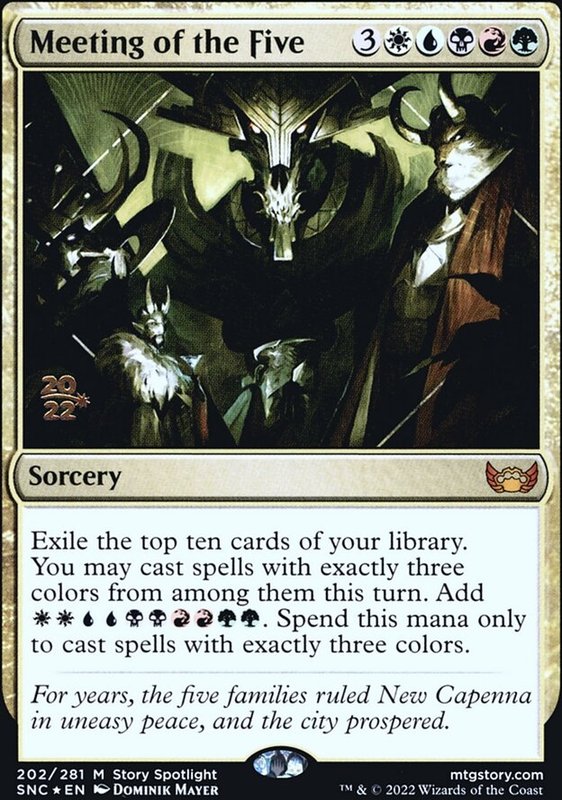 Meeting of the Five 3
20
22
Sorcery
Exile the top ten cards of your library.
You may cast spells with exactly three
colors from among them this turn. Add
. Spend this mana only
to cast spells with exactly three colors.
For years, the five families ruled New Capenna
in uneasy peace, and the city prospered.
202/281 M Story Spotlight
SNC ★ EN Dominik Mayer
mtgstory.com
™ & © 2022 Wizards of the Coast